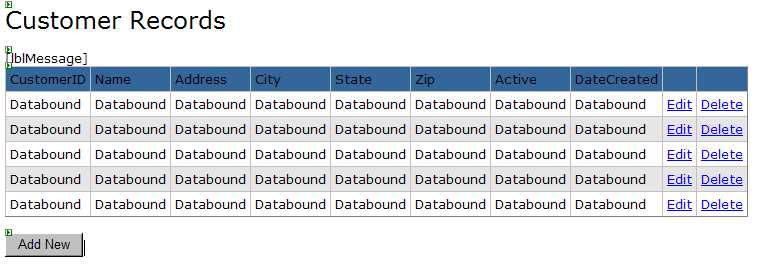 Customer Records
[lblMessage]
CustomerID Name Address City State Zip Active DateCreated
Databound Databound Databound Databound Databound Databound Databound Databound Edit Delete
Databound Databound Databound Databound Databound Databound Databound Databound Edit Delete
Databound Databound Databound Databound Databound Databound Databound Databound Edit Delete
Databound Databound Databound Databound Databound Databound Databound Databound Edit Delete
Databound Databound Databound Databound Databound Databound Databound Databound Edit Delete
Add New